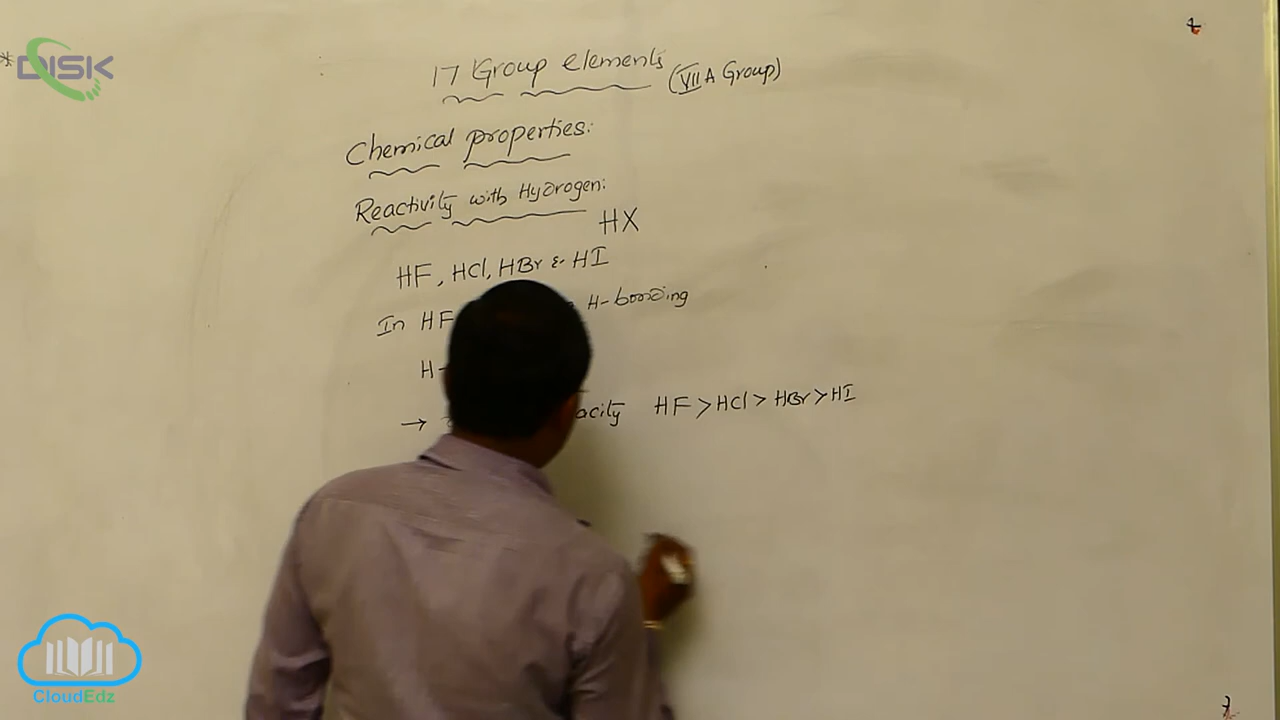 DISK
17 Group elements (VII A Group)
Chemical properties:
Reactivity with Hydrogen:
HX
HF, HCl, HBr & HI
In HF H-bonding
H-
→ acity HF > HCl > HBr > HI
CloudEdz